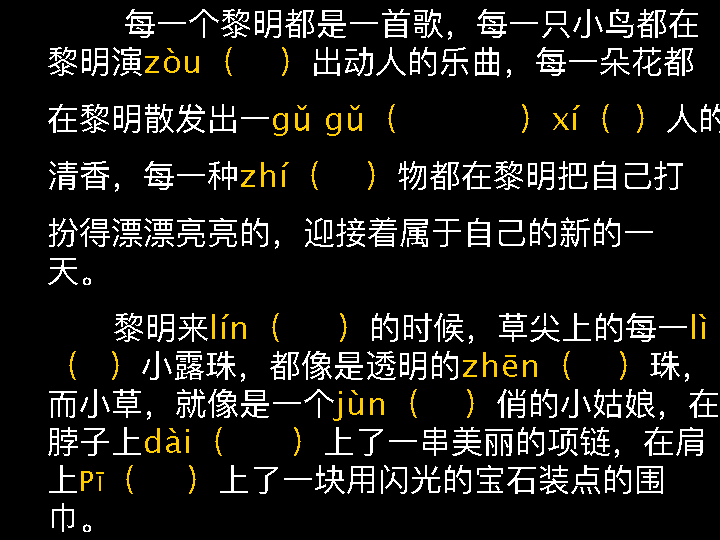 每一个黎明都是一首歌，每一只小鸟都在
黎明演zòu（　）出动人的乐曲，每一朵花都
在黎明散发出一gǔ gǔ（　　　）xí（ ）人的
清香，每一种zhí（　）物都在黎明把自己打
扮得漂漂亮亮的，迎接着属于自己的新的一
天。
黎明来lín（　）的时候，草尖上的每一lì
（ ）小露珠，都像是透明的zhēn（　）珠，
而小草，就像是一个jùn（　）俏的小姑娘，在
脖子上dài（　）上了一串美丽的项链，在肩
上Pī（　）上了一块用闪光的宝石装点的围
巾。